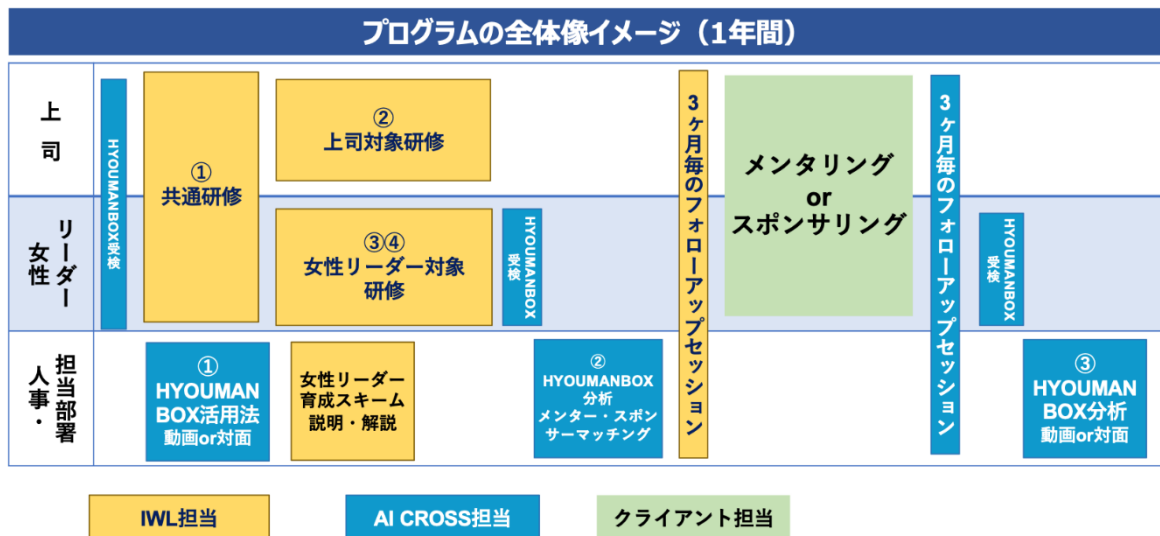 プログラムの全体像イメージ（1年間）
上司
HYOUMANBOX受検
①
共通研修
②
上司対象研修
3ヶ月毎のフォローアップセッション
メンタリング
or
スポンサリング
3ヶ月毎のフォローアップセッション
女性
リーダー
③④
女性リーダー対象
研修
HYOUMANBOX
受検
HYOUMANBOX
受検
人事・
担当部署
①
HYOUMAN
BOX活用法
動画or対面
女性リーダー
育成スキーム
説明・解説
②
HYOUMANBOX
分析
メンター・スポン
サーマッチング
③
HYOUMAN
BOX分析
動画or対面
IWL担当
AI CROSS担当
クライアント担当